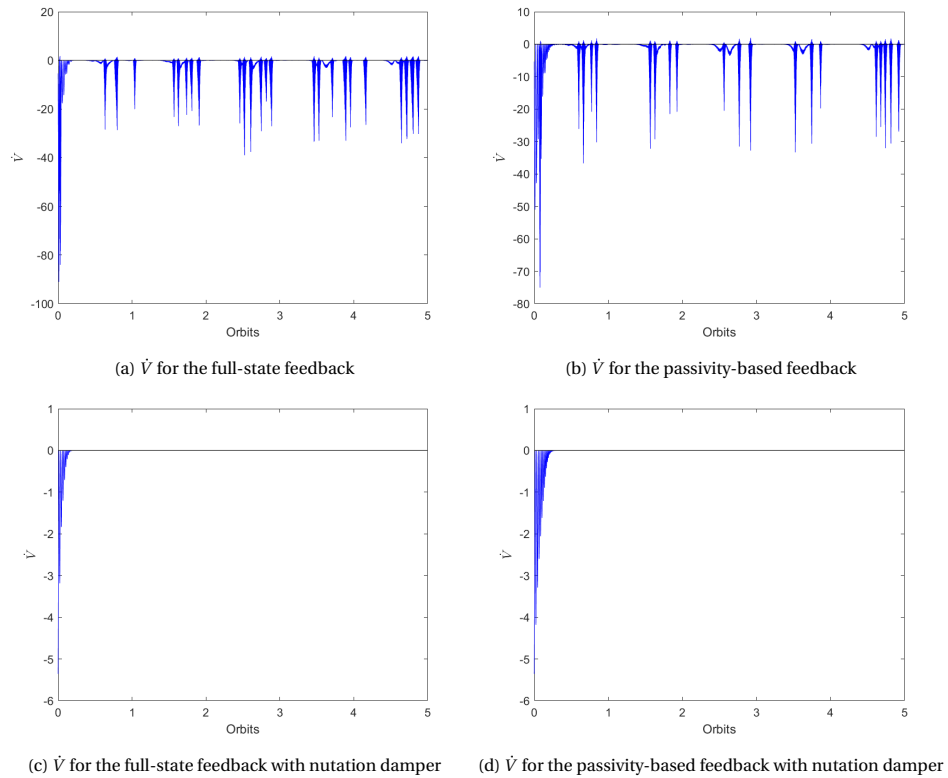 20
0
-20
-40
-60
-80
-100
V̇
0 1 2 3 4 5
Orbits
(a) V̇ for the full-state feedback
10
0
-10
-20
-30
-40
-50
-60
-70
-80
V̇
0 1 2 3 4 5
Orbits
(b) V̇ for the passivity-based feedback
1
0
-1
-2
-3
-4
-5
-6
V̇
0 1 2 3 4 5
Orbits
(c) V̇ for the full-state feedback with nutation damper
1
0
-1
-2
-3
-4
-5
-6
V̇
0 1 2 3 4 5
Orbits
(d) V̇ for the passivity-based feedback with nutation damper